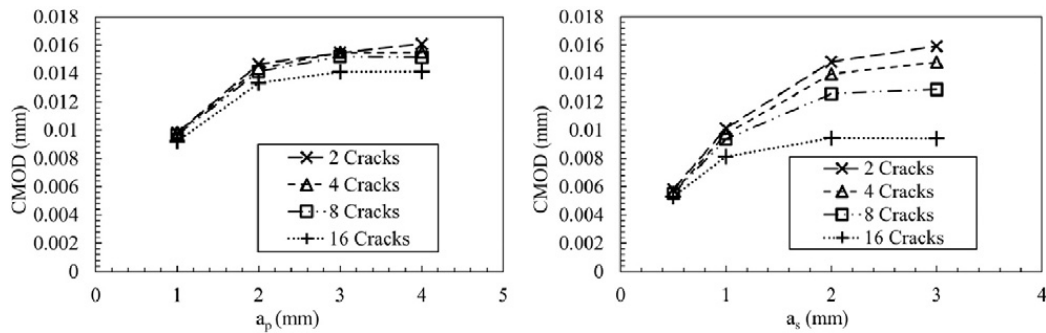 0.018
0.016
0.014
0.012
0.01
0.008
0.006
0.004
0.002
0
CMOD (mm)
2 Cracks
4 Cracks
8 Cracks
16 Cracks
0 1 2 3 4 5
aₚ (mm)
0.018
0.016
0.014
0.012
0.01
0.008
0.006
0.004
0.002
0
CMOD (mm)
2 Cracks
4 Cracks
8 Cracks
16 Cracks
0 1 2 3 4
aₛ (mm)